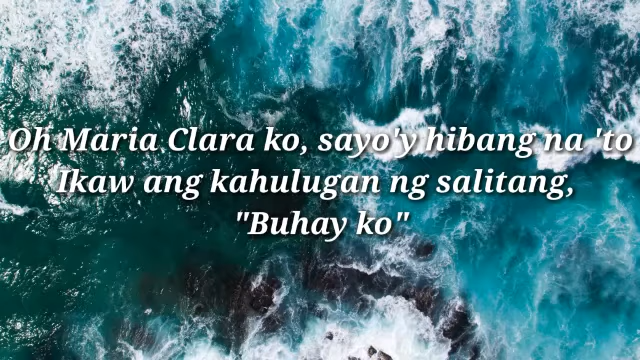 Oh Maria Clara ko, sayo'y hibang na 'to
Ikaw ang kahulugan ng salitang,
"Buhay ko"